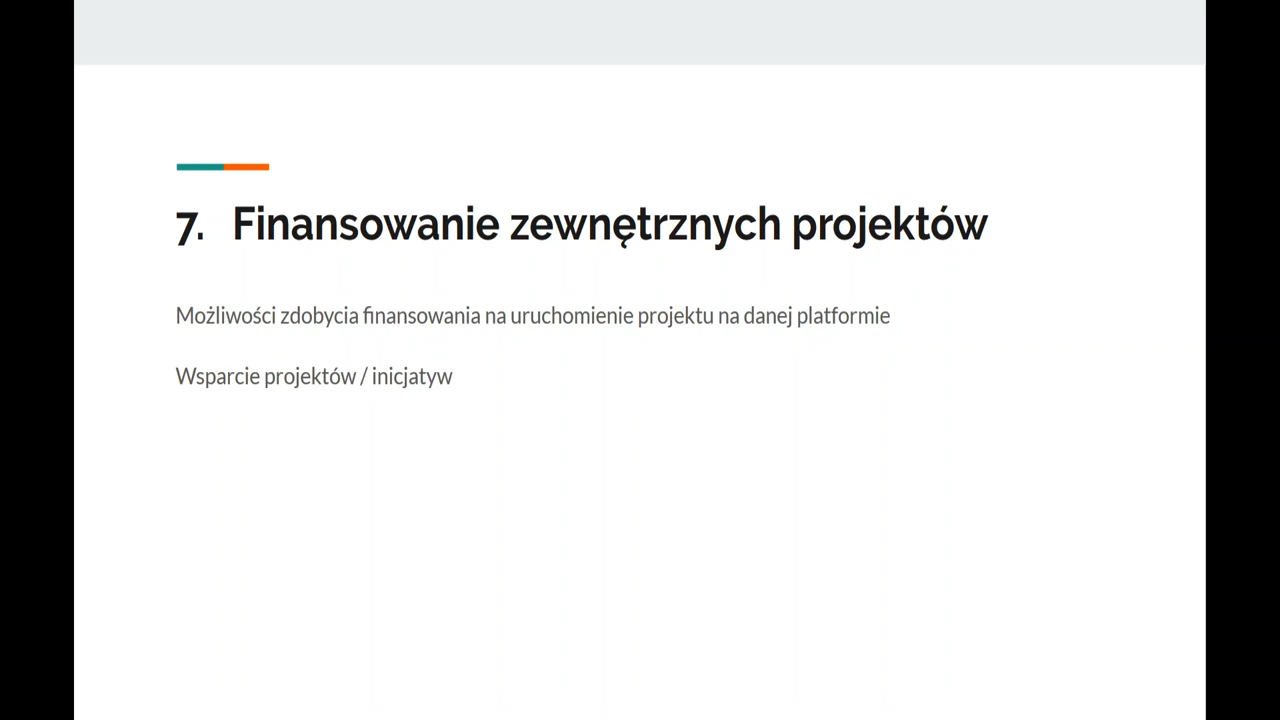 7. Finansowanie zewnętrznych projektów
Możliwości zdobycia finansowania na uruchomienie projektu na danej platformie
Wsparcie projektów / inicjatyw